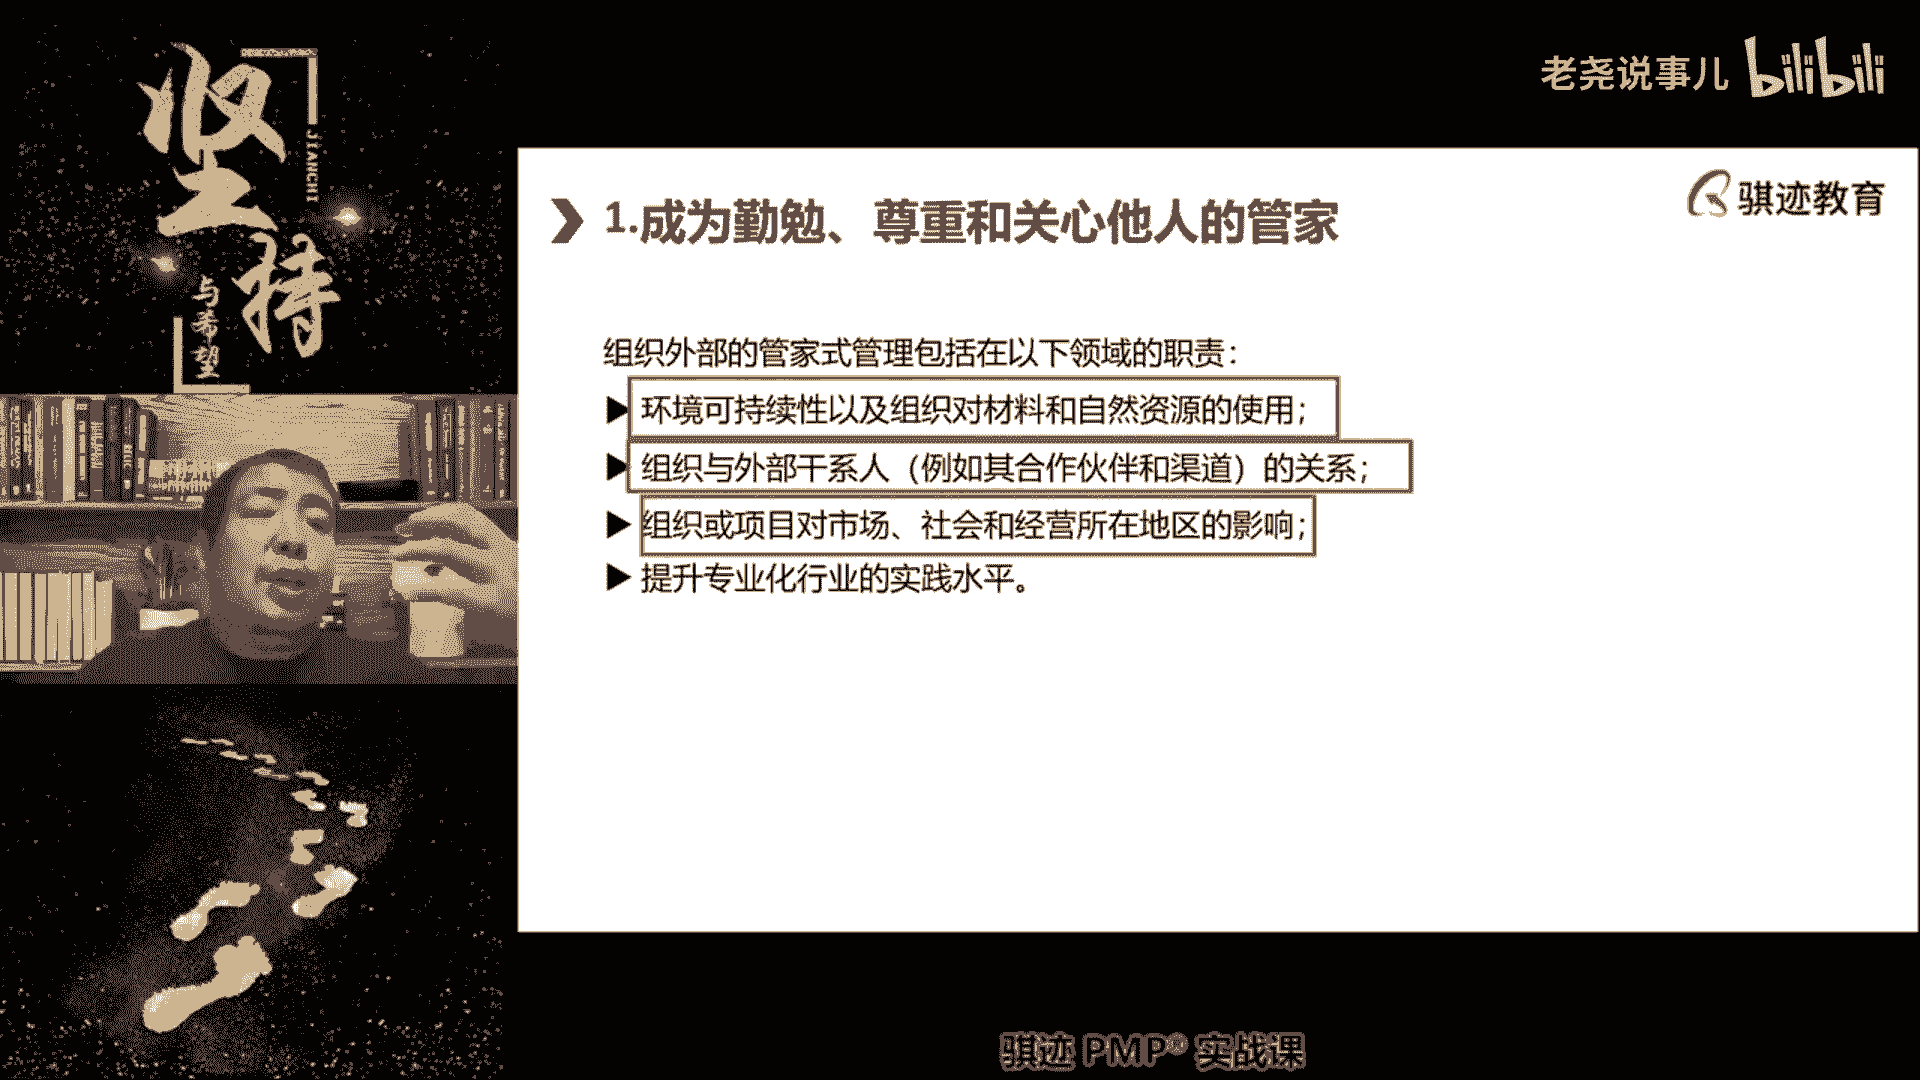 坚持
JIANCHI
与希望
老尧说事儿 bilibili
骐迹教育
1.成为勤勉、尊重和关心他人的管家
组织外部的管家式管理包括在以下领域的职责：
▶环境可持续性以及组织对材料和自然资源的使用；
▶组织与外部干系人（例如其合作伙伴和渠道）的关系；
▶组织或项目对市场、社会和经营所在地区的影响；
▶提升专业化行业的实践水平。
骐迹 PMP® 实战课